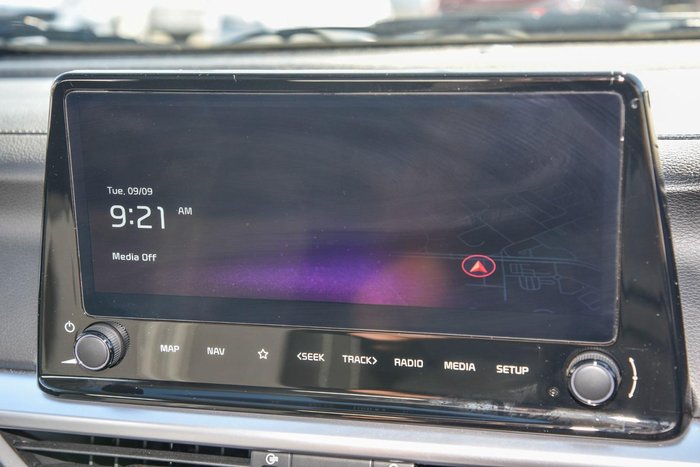 Tue, 09/09
9:21 AM
Media Off
MAP NAV ☆ <SEEK TRACK> RADIO MEDIA SETUP